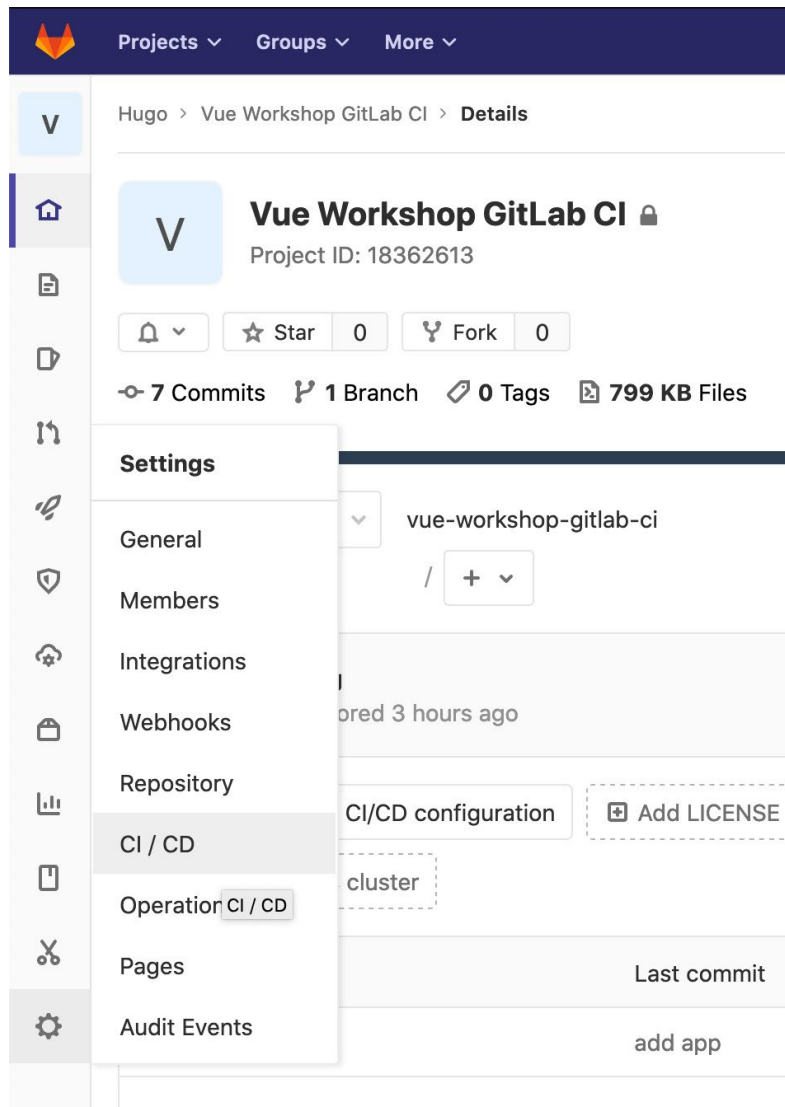 Projects Groups More
V
Hugo > Vue Workshop GitLab CI > Details
V
Vue Workshop GitLab CI
Project ID: 18362613
Star 0 Fork 0
7 Commits 1 Branch 0 Tags 799 KB Files
Settings
General
Members
Integrations
Webhooks
Repository
CI / CD
Operation
CI / CD
Pages
Audit Events
vue-workshop-gitlab-ci
/ +
ored 3 hours ago
CI/CD configuration
Add LICENSE
cluster
Last commit
add app